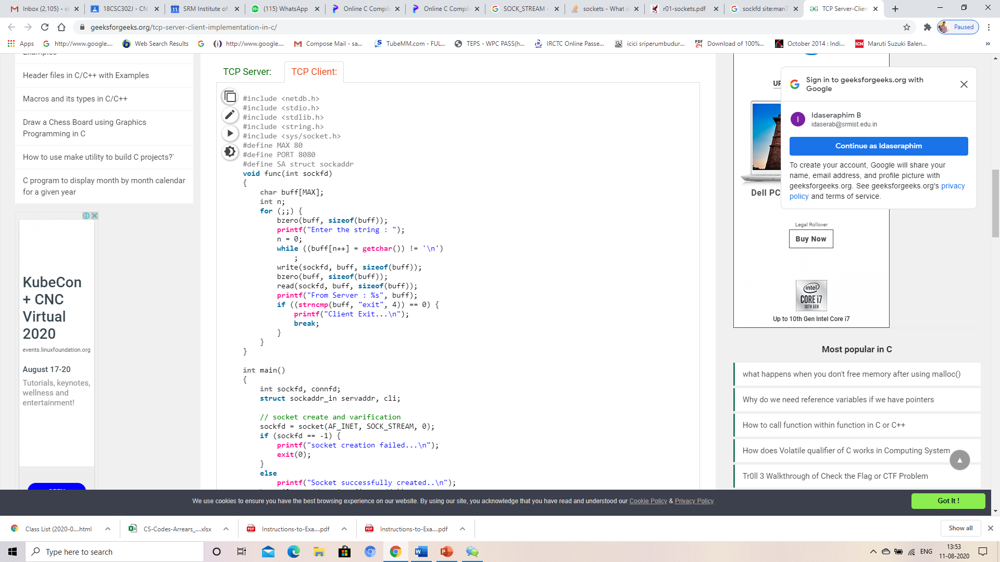 Inbox (2,105) - id
18CSC302J - CN
SRM Institute of
(115) WhatsApp
Online C Compile
Online C Compile
SOCK_STREAM -
sockets - What is
r01-sockets.pdf
sockfd site:man7
TCP Server-Clien
geeksforgeeks.org/tcp-server-client-implementation-in-c/
Paused
Apps
http://www.google....
Web Search Results
http://www.google....
Compose Mail - sa...
TubeMM.com - FUL...
TEPS - WPC PASS(h...
IRCTC Online Passe...
icici sriperumbudur...
Download of 100%...
October 2014 : Indi...
Maruti Suzuki Balen...
»
Examples
Header files in C/C++ with Examples
Macros and its types in C/C++
Draw a Chess Board using Graphics
Programming in C
How to use make utility to build C projects?`
C program to display month by month calendar
for a given year
KubeCon
+ CNC
Virtual
2020
events.linuxfoundation.org
August 17-20
Tutorials, keynotes,
wellness and
entertainment!
TCP Server:
TCP Client:
#include <netdb.h>
#include <stdio.h>
#include <stdlib.h>
#include <string.h>
#include <sys/socket.h>
#define MAX 80
#define PORT 8080
#define SA struct sockaddr
void func(int sockfd)
{
    char buff[MAX];
    int n;
    for (;;) {
        bzero(buff, sizeof(buff));
        printf("Enter the string : ");
        n = 0;
        while ((buff[n++] = getchar()) != '\n')
            ;
        write(sockfd, buff, sizeof(buff));
        bzero(buff, sizeof(buff));
        read(sockfd, buff, sizeof(buff));
        printf("From Server : %s", buff);
        if ((strncmp(buff, "exit", 4)) == 0) {
            printf("Client Exit...\n");
            break;
        }
    }
}
int main()
{
    int sockfd, connfd;
    struct sockaddr_in servaddr, cli;
    // socket create and varification
    sockfd = socket(AF_INET, SOCK_STREAM, 0);
    if (sockfd == -1) {
        printf("socket creation failed...\n");
        exit(0);
    }
    else
        printf("Socket successfully created..\n");
UP
Dell PC
Sign in to geeksforgeeks.org with
Google
I
Idaseraphim B
idaserab@srmist.edu.in
Continue as Idaseraphim
To create your account, Google will share your
name, email address, and profile picture with
geeksforgeeks.org. See geeksforgeeks.org's privacy
policy and terms of service.
Legal Rollover
Buy Now
intel
CORE i7
10TH GEN
Up to 10th Gen Intel Core i7
Most popular in C
what happens when you don't free memory after using malloc()
Why do we need reference variables if we have pointers
How to call function within function in C or C++
How does Volatile qualifier of C works in Computing System
Tr0ll 3 Walkthrough of Check the Flag or CTF Problem
We use cookies to ensure you have the best browsing experience on our website. By using our site, you acknowledge that you have read and understood our Cookie Policy & Privacy Policy
Got It !
Class List (2020-0....html
CS-Codes-Arrears_....xlsx
Instructions-to-Exa....pdf
Instructions-to-Exa....pdf
Show all
Type here to search
ENG
13:53
11-08-2020